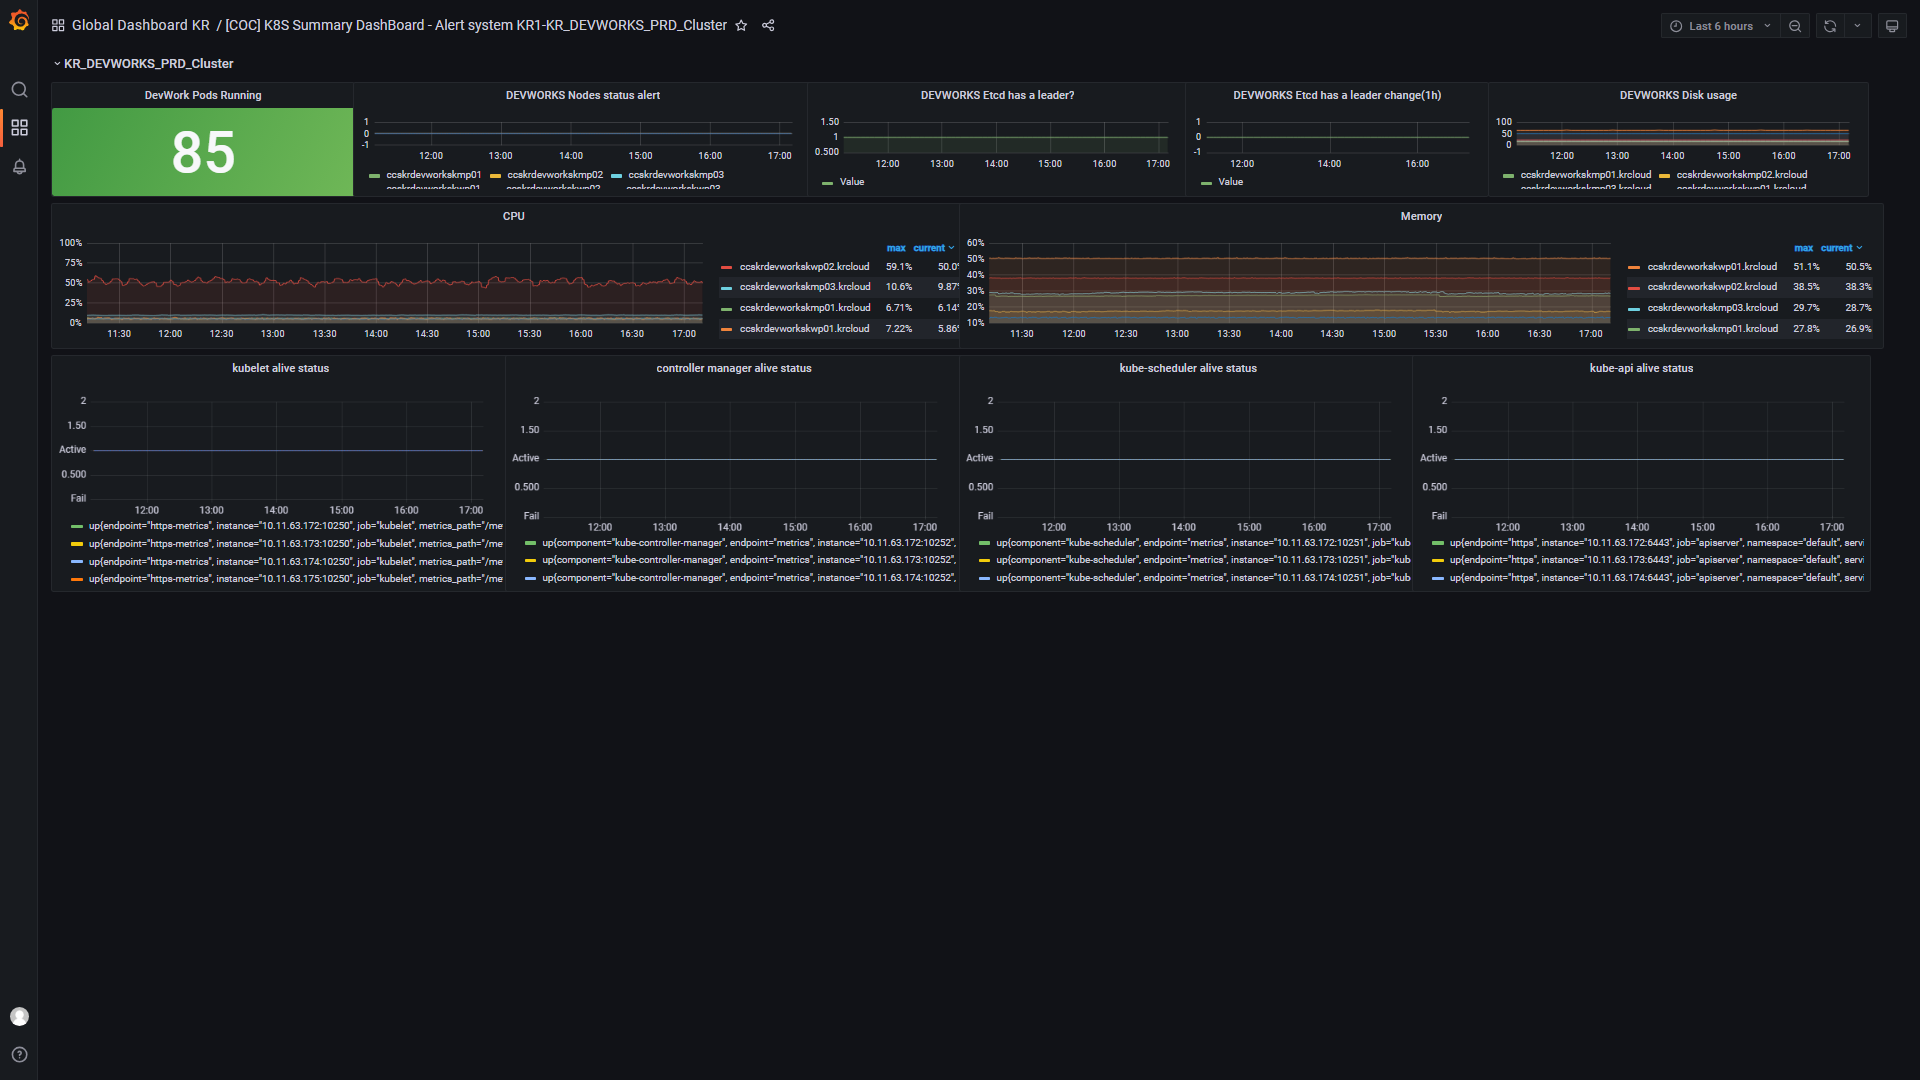 Global Dashboard KR / [COC] K8S Summary DashBoard - Alert system KR1-KR_DEVWORKS_PRD_Cluster
Last 6 hours
KR_DEVWORKS_PRD_Cluster
DevWork Pods Running
85
DEVWORKS Nodes status alert
1
0
-1
12:00 13:00 14:00 15:00 16:00 17:00
ccskrdevworkskmp01 ccskrdevworkskmp02 ccskrdevworkskmp03
DEVWORKS Etcd has a leader?
1.50
1
0.500
12:00 13:00 14:00 15:00 16:00 17:00
Value
DEVWORKS Etcd has a leader change(1h)
1
0
-1
12:00 14:00 16:00
Value
DEVWORKS Disk usage
100
50
0
12:00 13:00 14:00 15:00 16:00 17:00
ccskrdevworkskmp01.krcloud ccskrdevworkskmp02.krcloud
ccskrdevworkskmp03.krcloud ccskrdevworkskwp01.krcloud
CPU
100%
75%
50%
25%
0%
11:30 12:00 12:30 13:00 13:30 14:00 14:30 15:00 15:30 16:00 16:30 17:00
max current
ccskrdevworkskwp02.krcloud 59.1% 50.0%
ccskrdevworkskmp03.krcloud 10.6% 9.87%
ccskrdevworkskmp01.krcloud 6.71% 6.14%
ccskrdevworkskwp01.krcloud 7.22% 5.86%
Memory
60%
50%
40%
30%
20%
10%
11:30 12:00 12:30 13:00 13:30 14:00 14:30 15:00 15:30 16:00 16:30 17:00
max current
ccskrdevworkskwp01.krcloud 51.1% 50.5%
ccskrdevworkskwp02.krcloud 38.5% 38.3%
ccskrdevworkskmp03.krcloud 29.7% 28.7%
ccskrdevworkskmp01.krcloud 27.8% 26.9%
kubelet alive status
2
1.50
Active
0.500
Fail
12:00 13:00 14:00 15:00 16:00 17:00
up{endpoint="https-metrics", instance="10.11.63.172:10250", job="kubelet", metrics_path="/me
up{endpoint="https-metrics", instance="10.11.63.173:10250", job="kubelet", metrics_path="/me
up{endpoint="https-metrics", instance="10.11.63.174:10250", job="kubelet", metrics_path="/me
up{endpoint="https-metrics", instance="10.11.63.175:10250", job="kubelet", metrics_path="/me
controller manager alive status
2
1.50
Active
0.500
Fail
12:00 13:00 14:00 15:00 16:00 17:00
up{component="kube-controller-manager", endpoint="metrics", instance="10.11.63.172:10252",
up{component="kube-controller-manager", endpoint="metrics", instance="10.11.63.173:10252",
up{component="kube-controller-manager", endpoint="metrics", instance="10.11.63.174:10252",
kube-scheduler alive status
2
1.50
Active
0.500
Fail
12:00 13:00 14:00 15:00 16:00 17:00
up{component="kube-scheduler", endpoint="metrics", instance="10.11.63.172:10251", job="kub
up{component="kube-scheduler", endpoint="metrics", instance="10.11.63.173:10251", job="kub
up{component="kube-scheduler", endpoint="metrics", instance="10.11.63.174:10251", job="kub
kube-api alive status
2
1.50
Active
0.500
Fail
12:00 13:00 14:00 15:00 16:00 17:00
up{endpoint="https", instance="10.11.63.172:6443", job="apiserver", namespace="default", servi
up{endpoint="https", instance="10.11.63.173:6443", job="apiserver", namespace="default", servi
up{endpoint="https", instance="10.11.63.174:6443", job="apiserver", namespace="default", servi